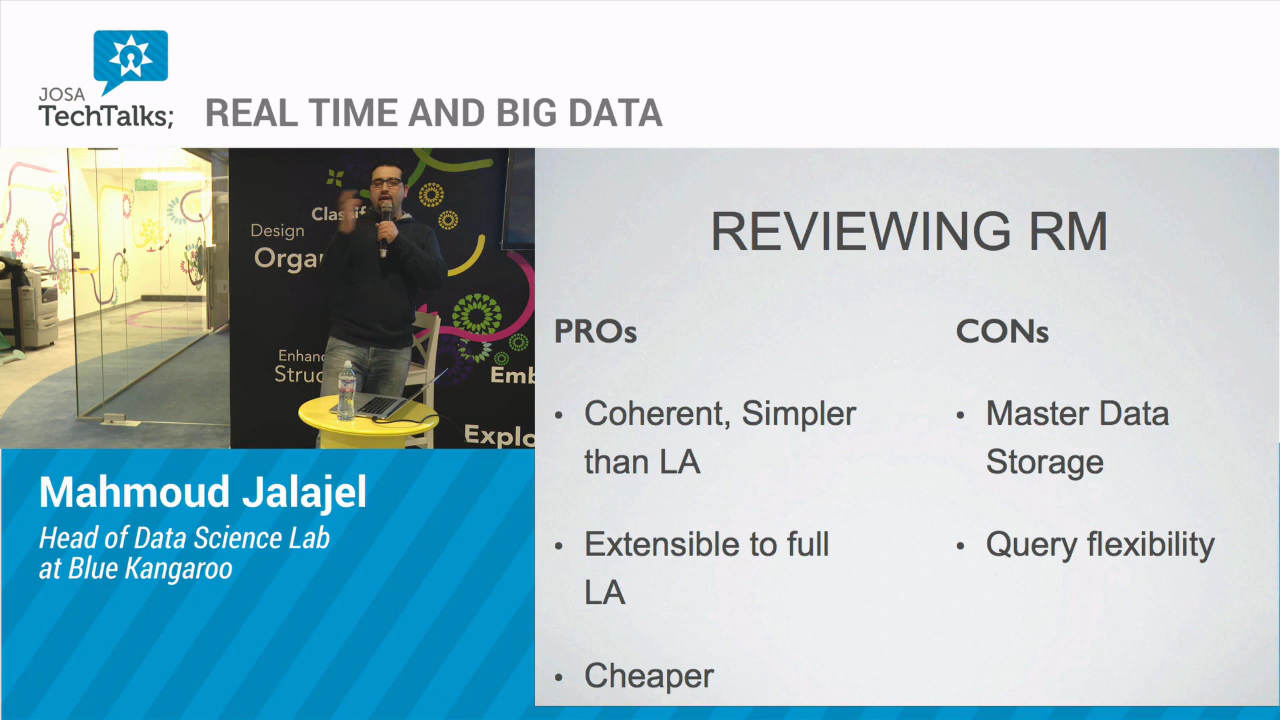 JOSA
TechTalks;
REAL TIME AND BIG DATA
Classif
Design
Organ
Enhanc
Struc
Emb
Explo
Mahmoud Jalajel
Head of Data Science Lab
at Blue Kangaroo
REVIEWING RM
PROs
• Coherent, Simpler
than LA
• Extensible to full
LA
• Cheaper
CONs
• Master Data
Storage
• Query flexibility